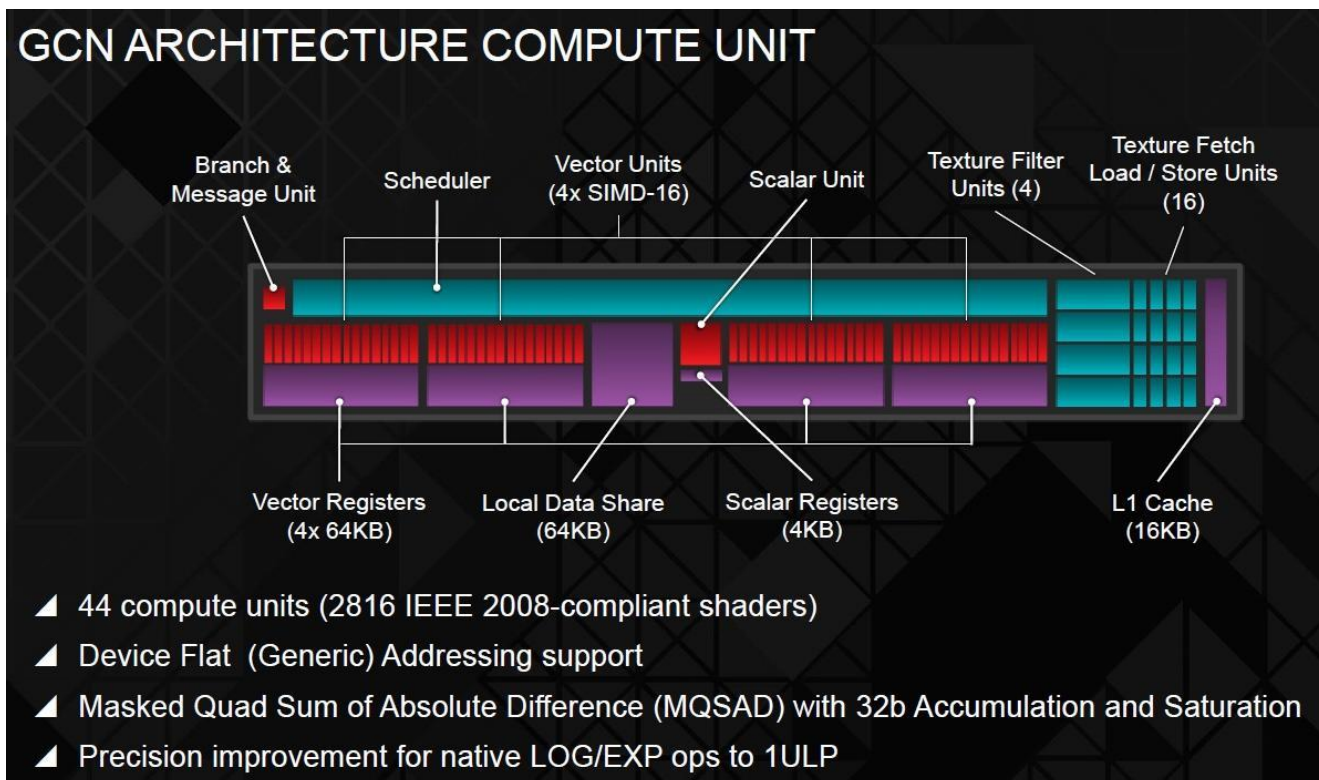 GCN ARCHITECTURE COMPUTE UNIT
Branch &
Message Unit
Scheduler
Vector Units
(4x SIMD-16)
Scalar Unit
Texture Filter
Units (4)
Texture Fetch
Load / Store Units
(16)
Vector Registers
(4x 64KB)
Local Data Share
(64KB)
Scalar Registers
(4KB)
L1 Cache
(16KB)
44 compute units (2816 IEEE 2008-compliant shaders)
Device Flat (Generic) Addressing support
Masked Quad Sum of Absolute Difference (MQSAD) with 32b Accumulation and Saturation
Precision improvement for native LOG/EXP ops to 1ULP